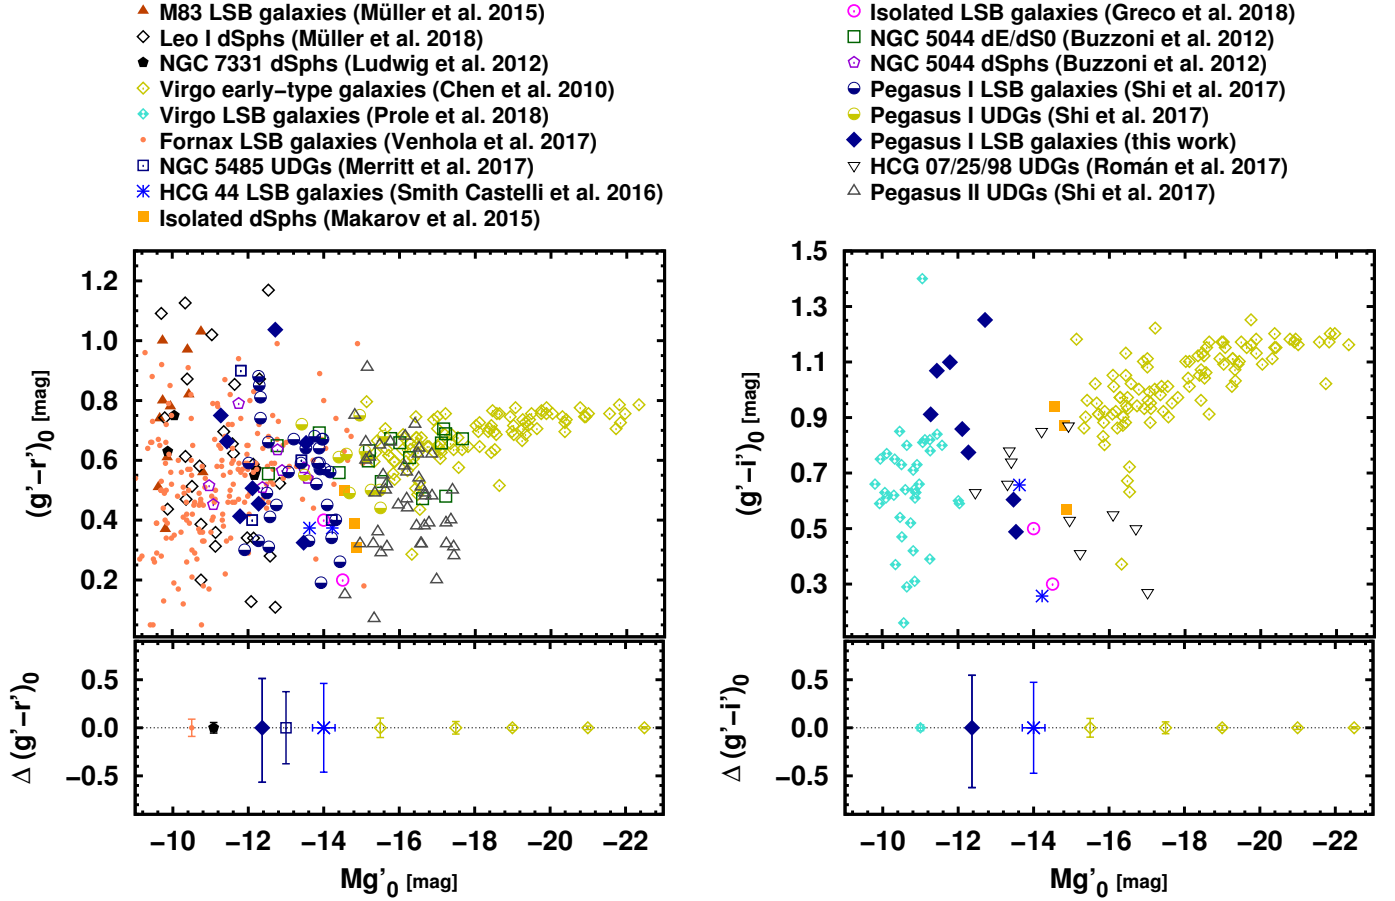 M83 LSB galaxies (Müller et al. 2015)
Leo I dSphs (Müller et al. 2018)
NGC 7331 dSphs (Ludwig et al. 2012)
Virgo early−type galaxies (Chen et al. 2010)
Virgo LSB galaxies (Prole et al. 2018)
Fornax LSB galaxies (Venhola et al. 2017)
NGC 5485 UDGs (Merritt et al. 2017)
HCG 44 LSB galaxies (Smith Castelli et al. 2016)
Isolated dSphs (Makarov et al. 2015)
Isolated LSB galaxies (Greco et al. 2018)
NGC 5044 dE/dS0 (Buzzoni et al. 2012)
NGC 5044 dSphs (Buzzoni et al. 2012)
Pegasus I LSB galaxies (Shi et al. 2017)
Pegasus I UDGs (Shi et al. 2017)
Pegasus I LSB galaxies (this work)
HCG 07/25/98 UDGs (Román et al. 2017)
Pegasus II UDGs (Shi et al. 2017)
(g'−r')0 [mag]
1.2
1.0
0.8
0.6
0.4
0.2
Δ (g'−r')0
0.5
0.0
−0.5
−10 −12 −14 −16 −18 −20 −22
Mg'0 [mag]
(g'−i')0 [mag]
1.5
1.3
1.1
0.9
0.7
0.5
0.3
Δ (g'−i')0
0.5
0.0
−0.5
−10 −12 −14 −16 −18 −20 −22
Mg'0 [mag]